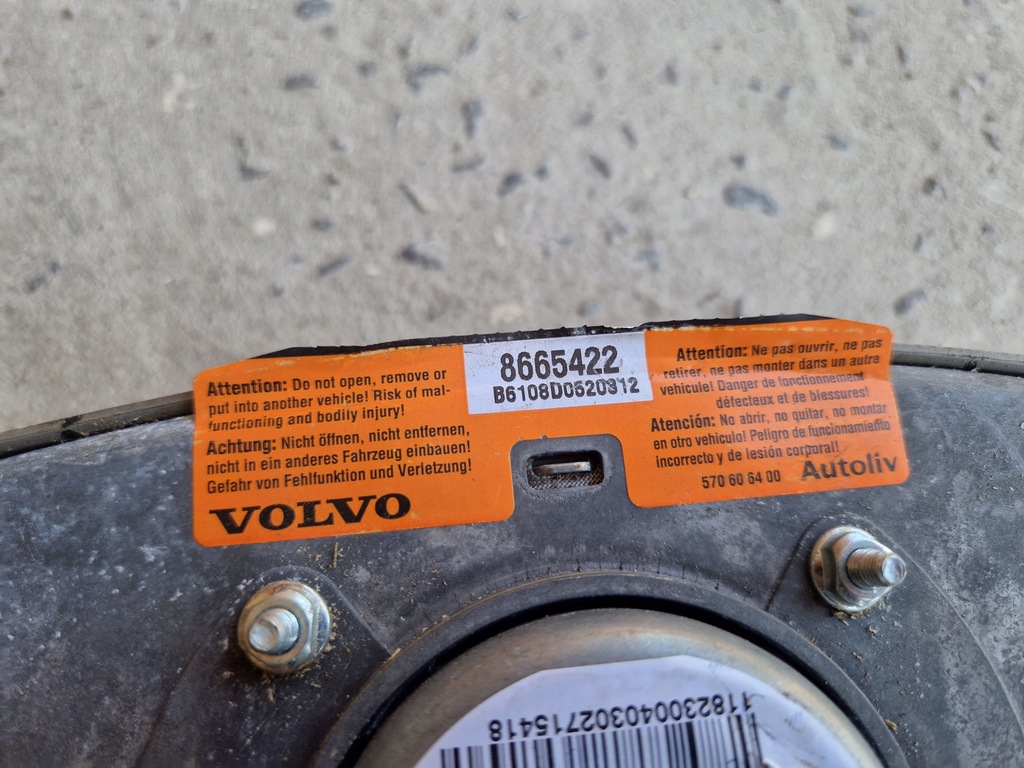 Attention: Do not open, remove or
put into another vehicle! Risk of mal-
functioning and bodily injury!
Achtung: Nicht öffnen, nicht entfernen,
nicht in ein anderes Fahrzeug einbauen!
Gefahr von Fehlfunktion und Verletzung!
VOLVO
8665422
B6108D0520312
Attention: Ne pas ouvrir, ne pas
retirer, ne pas monter dans un autre
vehicule! Danger de fonctionnement
défecteux et de blessures!
Atención: No abrir, no quitar, no montar
en otro vehiculo! Peligro de funcionamiento
incorrecto y de lesión corporal!
570 60 64 00 Autoliv
1182300403027 15418